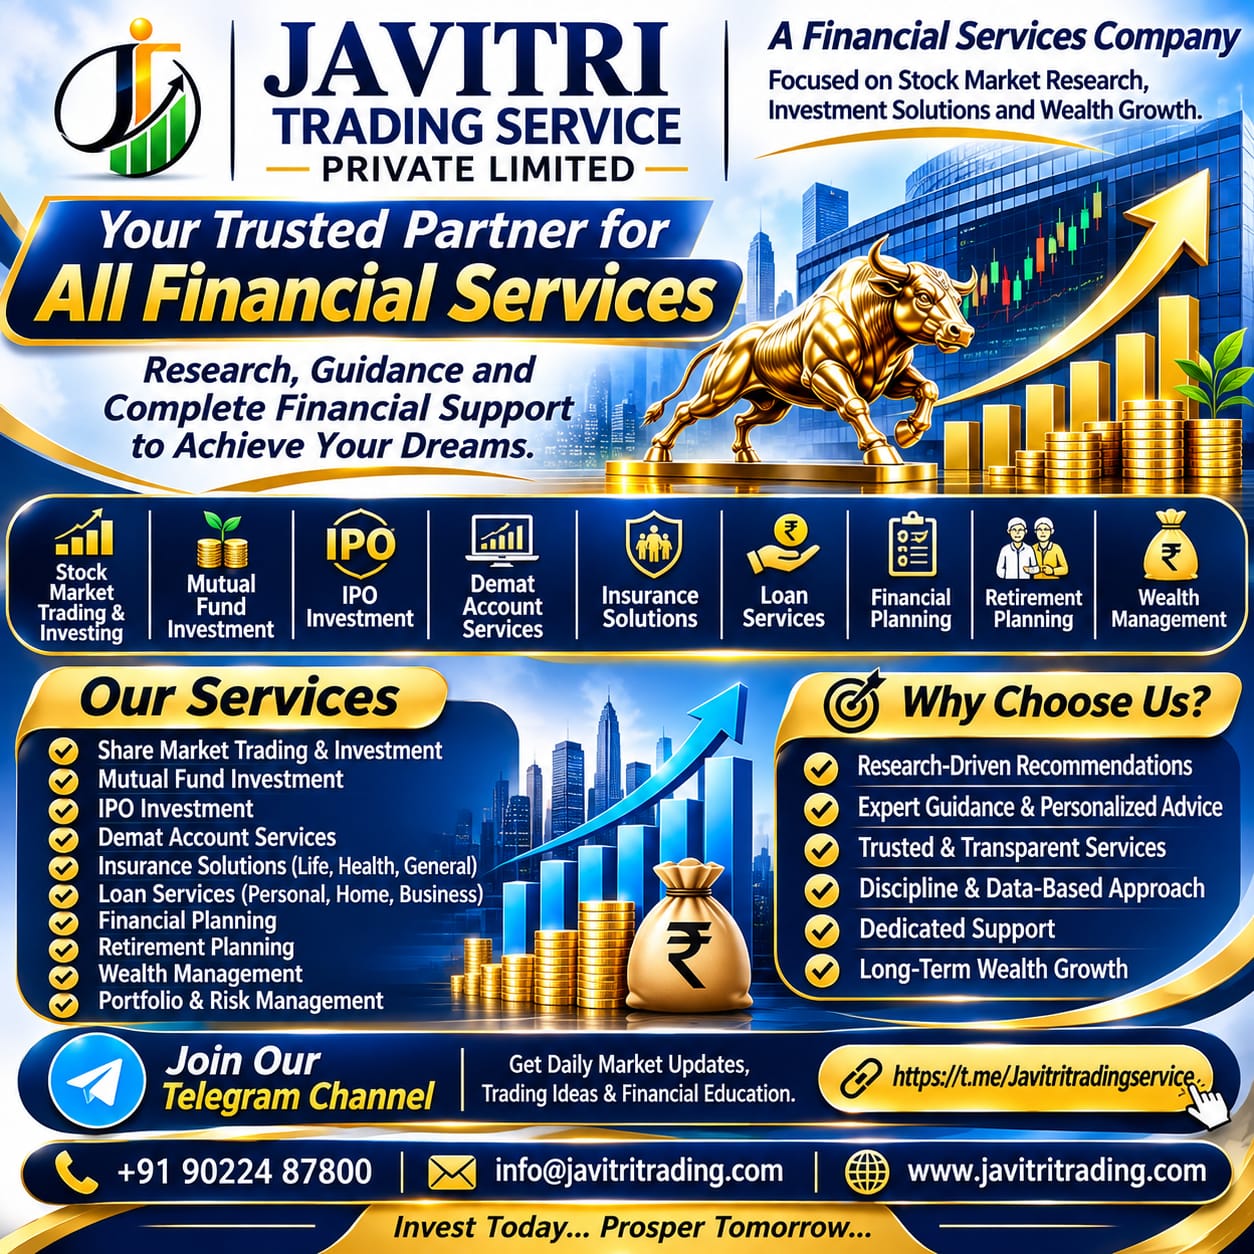 JAVITRI
TRADING SERVICE
PRIVATE LIMITED
A Financial Services Company
Focused on Stock Market Research,
Investment Solutions and Wealth Growth.
Your Trusted Partner for
All Financial Services
Research, Guidance and
Complete Financial Support
to Achieve Your Dreams.
Stock
Market
Trading &
Investing
Mutual
Fund
Investment
IPO
IPO
Investment
Demat
Account
Services
Insurance
Solutions
₹
Loan
Services
Financial
Planning
Retirement
Planning
₹
Wealth
Management
Our Services
Share Market Trading & Investment
Mutual Fund Investment
IPO Investment
Demat Account Services
Insurance Solutions (Life, Health, General)
Loan Services (Personal, Home, Business)
Financial Planning
Retirement Planning
Wealth Management
Portfolio & Risk Management
₹
Why Choose Us?
Research-Driven Recommendations
Expert Guidance & Personalized Advice
Trusted & Transparent Services
Discipline & Data-Based Approach
Dedicated Support
Long-Term Wealth Growth
Join Our
Telegram Channel
Get Daily Market Updates,
Trading Ideas & Financial Education.
https://t.me/Javitritradingservice
+91 90224 87800
info@javitritrading.com
www.javitritrading.com
Invest Today... Prosper Tomorrow...